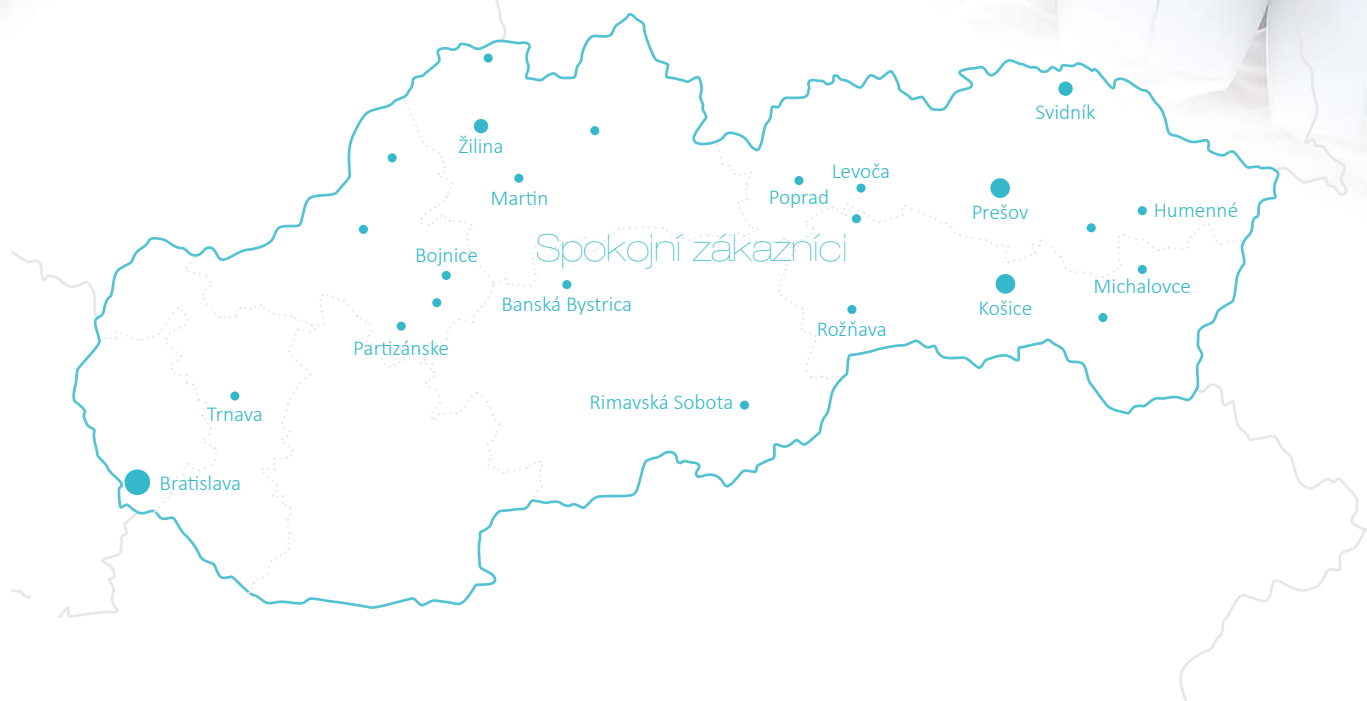 Svidník
Žilina
Levoča
Martin
Poprad
Prešov
Humenné
Spokojní zákazníci
Bojnice
Michalovce
Banská Bystrica
Košice
Rožňava
Partizánske
Rimavská Sobota
Trnava
Bratislava